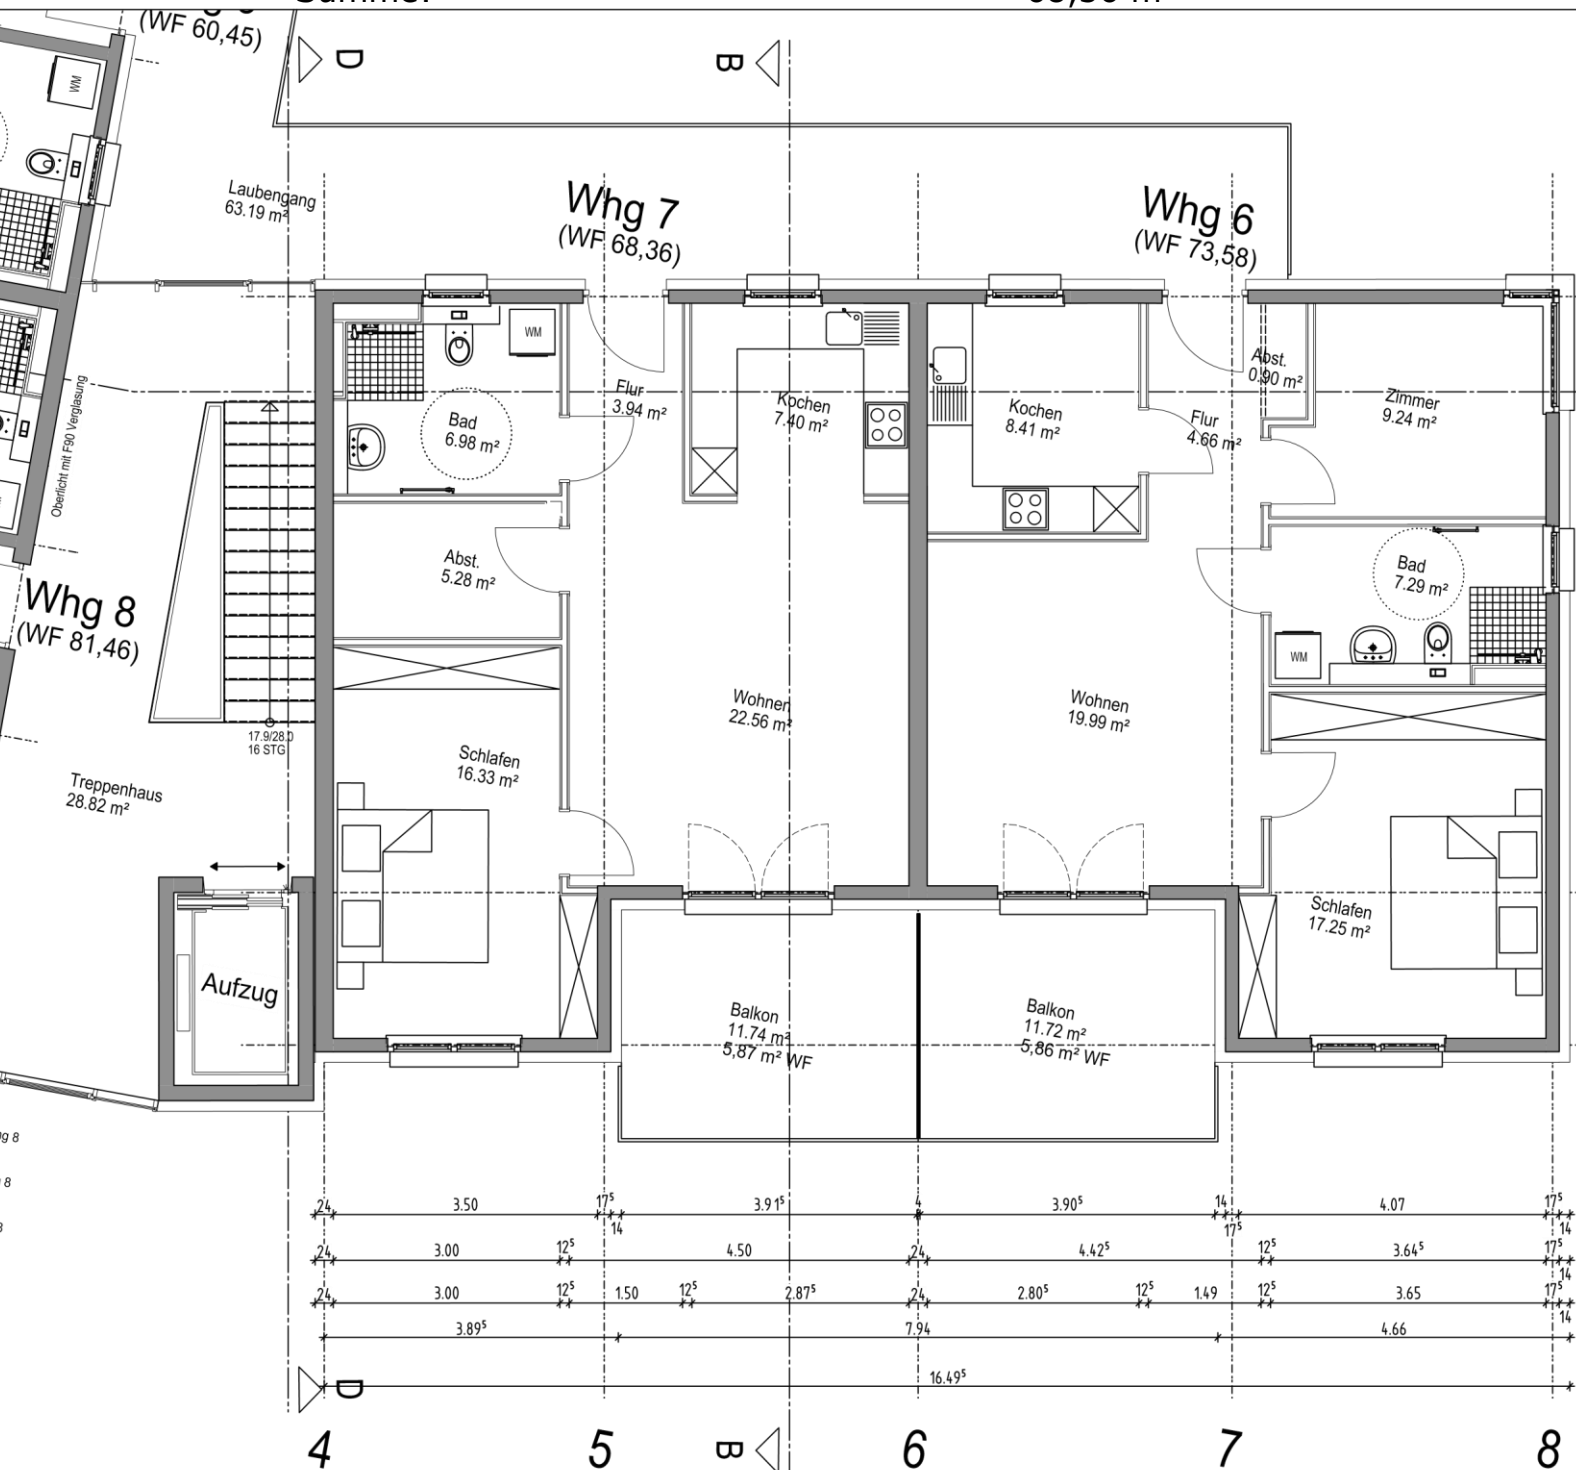 (WF 60,45)
D
B
WM
Laubengang
63.19 m²
Whg 7
(WF 68,36)
Whg 6
(WF 73,58)
WM
Flur
3.94 m²
Kochen
7.40 m²
Bad
6.98 m²
Kochen
8.41 m²
Abst.
0.90 m²
Flur
4.66 m²
Zimmer
9.24 m²
Oberlicht mit F90 Verglasung
Abst.
5.28 m²
Bad
7.29 m²
WM
Whg 8
(WF 81,46)
Wohnen
22.56 m²
Wohnen
19.99 m²
17.9/28.0
16 STG
Schlafen
16.33 m²
Treppenhaus
28.82 m²
Schlafen
17.25 m²
Aufzug
Balkon
11.74 m²
5,87 m² WF
Balkon
11.72 m²
5,86 m² WF
24 3.50 17⁵ 14 3.91⁵ 4 3.90⁵ 14 17⁵ 4.07 17⁵ 14
24 3.00 12⁵ 4.50 24 4.42⁵ 12⁵ 3.64⁵ 17⁵ 14
24 3.00 12⁵ 1.50 12⁵ 2.87⁵ 24 2.80⁵ 12⁵ 1.49 12⁵ 3.65 17⁵ 14
3.89⁵ 7.94 4.66
16.49⁵
D
B
4 5 6 7 8